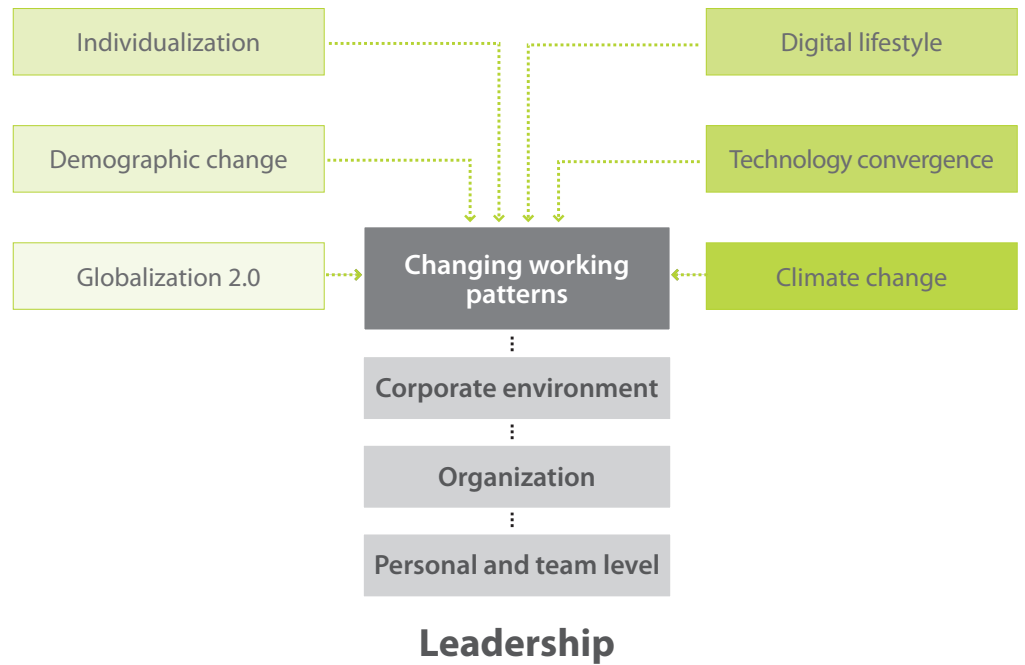 Individualization
Digital lifestyle
Demographic change
Technology convergence
Globalization 2.0
Changing working
patterns
Climate change
Corporate environment
Organization
Personal and team level
Leadership